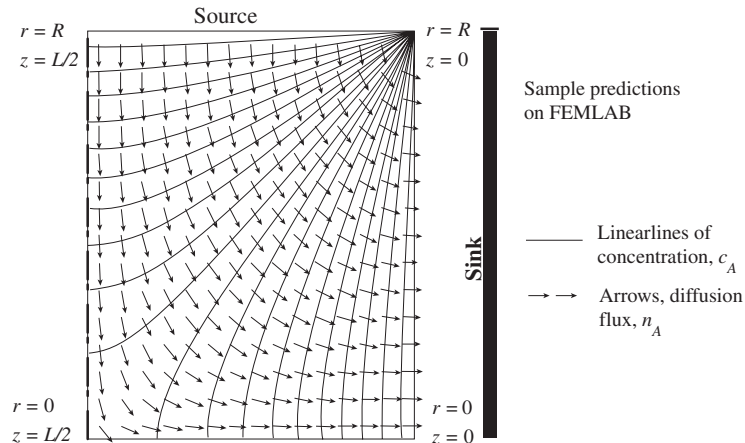 Source
r = R
z = L/2
r = R
z = 0
Sample predictions
on FEMLAB
Sink
Linearlines of
concentration, c_A
Arrows, diffusion
flux, n_A
r = 0
z = L/2
r = 0
z = 0